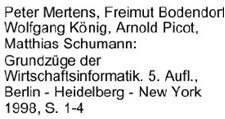 Peter Mertens, Freimut Bodendorf
Wolfgang König, Arnold Picot,
Matthias Schumann:
Grundzüge der
Wirtschaftsinformatik. 5. Aufl.,
Berlin - Heidelberg - New York
1998, S. 1-4